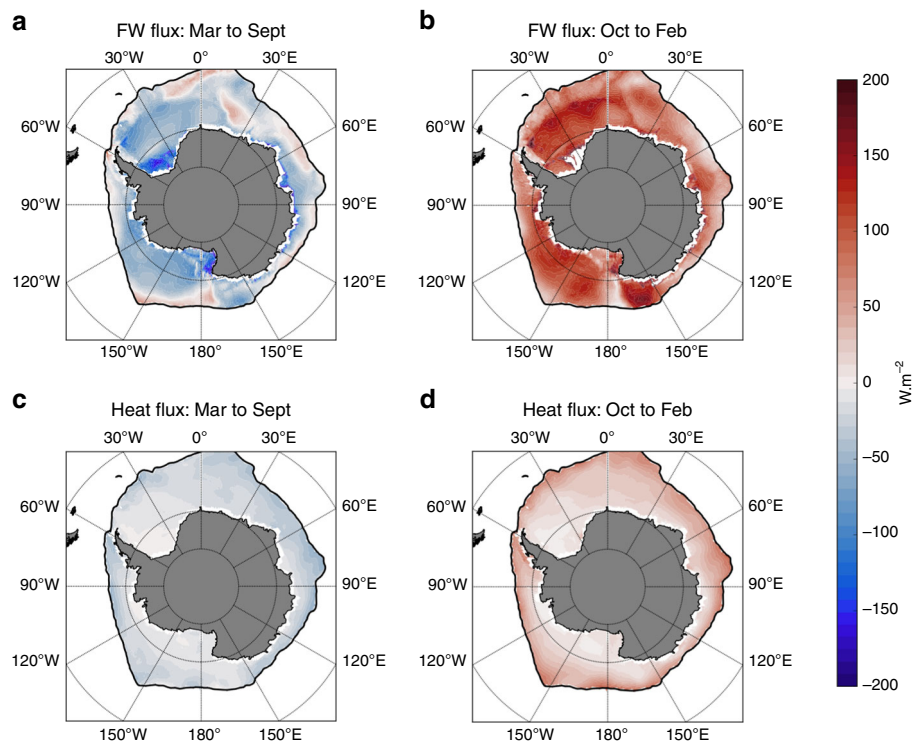 a
FW flux: Mar to Sept
30°W 0° 30°E
60°W 60°E
90°W 90°E
120°W 120°E
150°W 180° 150°E
b
FW flux: Oct to Feb
30°W 0° 30°E
60°W 60°E
90°W 90°E
120°W 120°E
150°W 180° 150°E
c
Heat flux: Mar to Sept
30°W 0° 30°E
60°W 60°E
90°W 90°E
120°W 120°E
150°W 180° 150°E
d
Heat flux: Oct to Feb
30°W 0° 30°E
60°W 60°E
90°W 90°E
120°W 120°E
150°W 180° 150°E
200
150
100
50
0
−50
−100
−150
−200
W.m−2